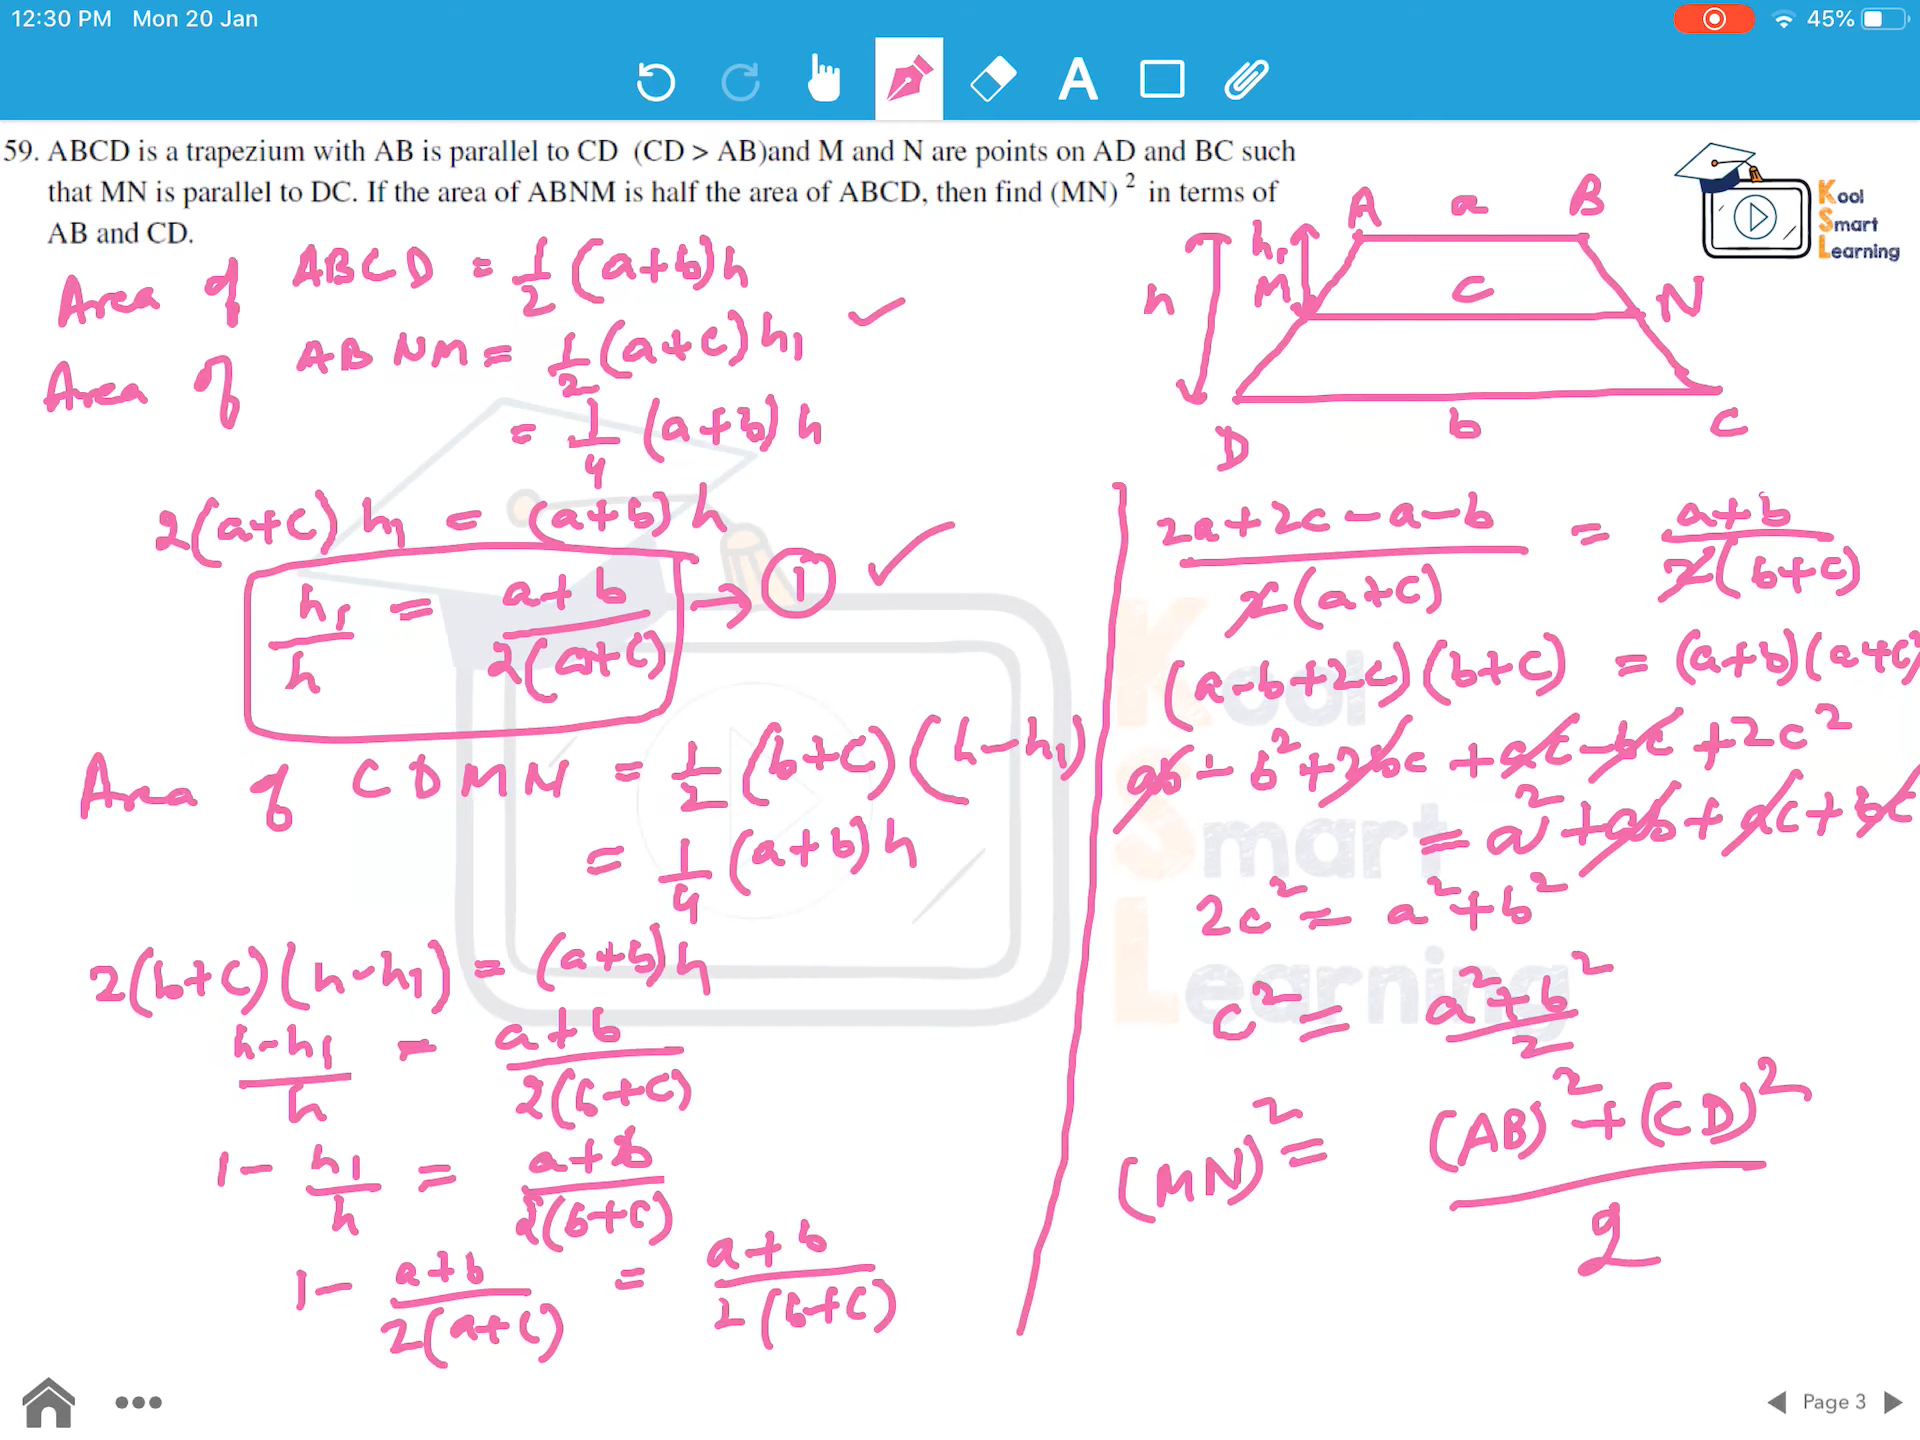 12:30 PM Mon 20 Jan
45%
A
59. ABCD is a trapezium with AB is parallel to CD (CD > AB)and M and N are points on AD and BC such
that MN is parallel to DC. If the area of ABNM is half the area of ABCD, then find (MN)² in terms of
AB and CD.
Kool
Smart
Learning
A a B
h h₁ M c N
D b C
Area of ABCD = 1/2 (a+b)h
Area of ABNM = 1/2 (a+c)h₁ ✓
= 1/4 (a+b)h
2(a+c)h₁ = (a+b)h
h₁/h = a+b/2(a+c) → ① ✓
Area of CDMN = 1/2 (b+c)(h-h₁)
= 1/4 (a+b)h
2(b+c)(h-h₁) = (a+b)h
h-h₁/h = a+b/2(b+c)
1- h₁/h = a+b/2(b+c)
1- a+b/2(a+c) = a+b/2(b+c)
2a+2c-a-b/2(a+c) = a+b/2(b+c)
(a-b+2c)(b+c) = (a+b)(a+c)
ab-b²+2bc+ac-bc+2c²
= a²+ab+ac+bc
2c² = a²+b²
c² = a²+b²/2
(MN)² = (AB)²+(CD)²/2
Kool
Smart
Learning
Page 3